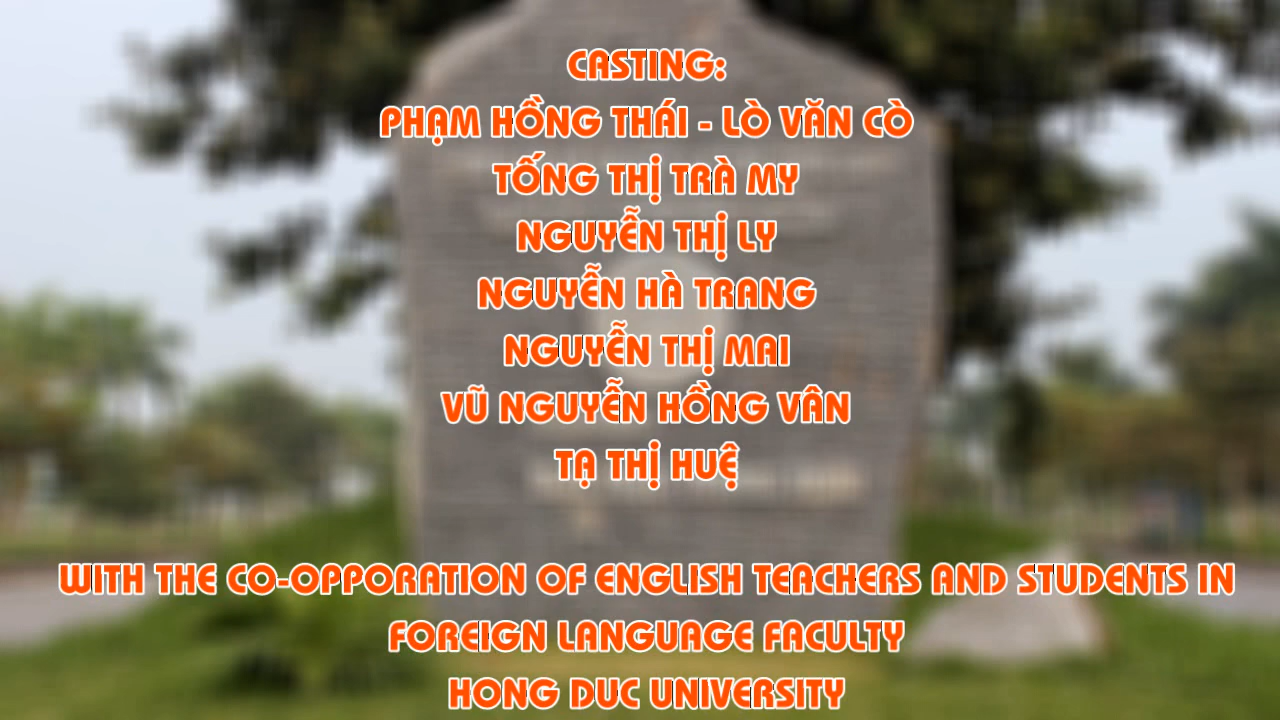 CASTING:
PHẠM HỒNG THÁI - LÒ VĂN CÒ
TỐNG THỊ TRÀ MY
NGUYỄN THỊ LY
NGUYỄN HÀ TRANG
NGUYỄN THỊ MAI
VŨ NGUYỄN HỒNG VÂN
TẠ THỊ HUỆ
WITH THE CO-OPPORATION OF ENGLISH TEACHERS AND STUDENTS IN
FOREIGN LANGUAGE FACULTY
HONG DUC UNIVERSITY